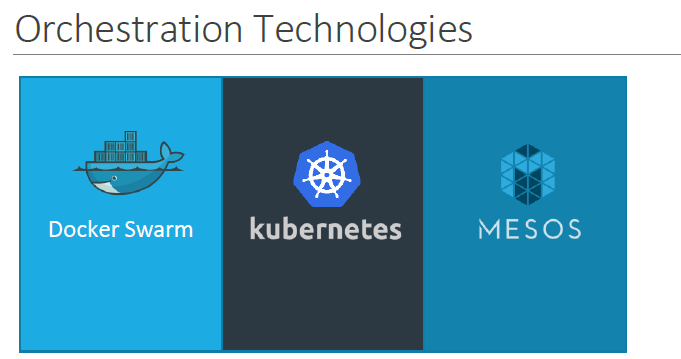 Orchestration Technologies
Docker Swarm
kubernetes
MESOS